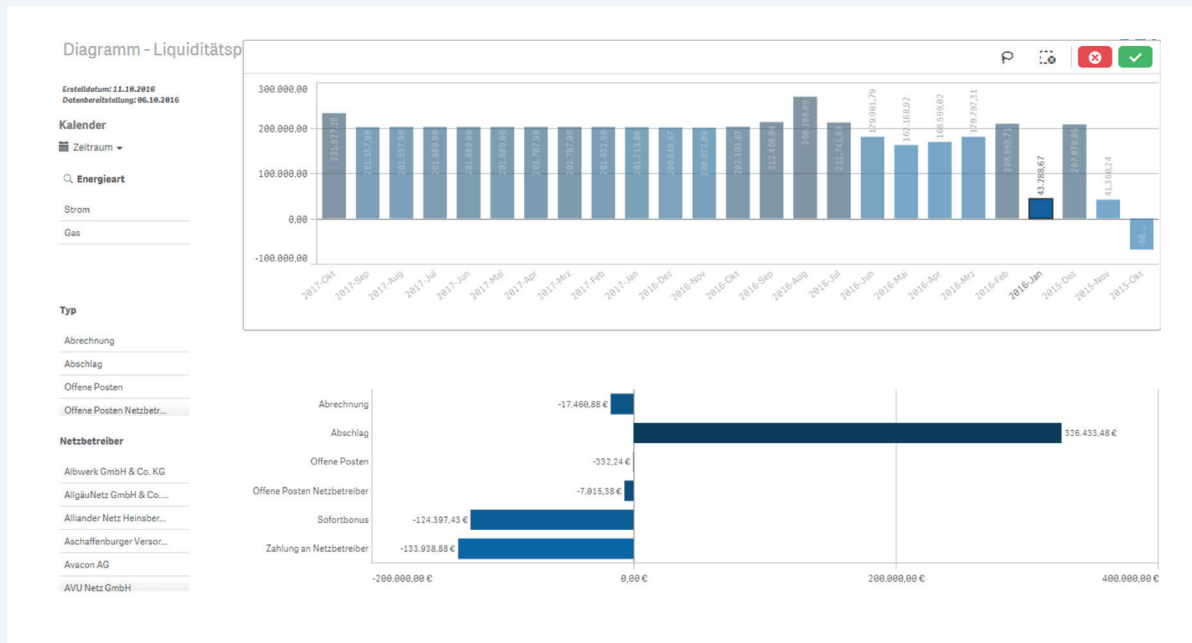 Diagramm - Liquiditätsp
Erstelldatum: 11.10.2016
Datenbereitstellung: 06.10.2016
Kalender
Zeitraum
Energieart
Strom
Gas
Typ
Abrechnung
Abschlag
Offene Posten
Offene Posten Netzbetr...
Netzbetreiber
Albwerk GmbH & Co. KG
AllgäuNetz GmbH & Co....
Alliander Netz Heinsber...
Aschaffenburger Versor...
Avacon AG
AVU Netz GmbH
300.000,00
200.000,00
100.000,00
0,00
-100.000,00
231.927,25
179.901,79
162.168,92
168.599,02
179.797,31
43.288,67
41.360,24
2017-Okt
2017-Sep
2017-Aug
2017-Jul
2017-Jun
2017-Mai
2017-Apr
2017-Mrz
2017-Feb
2017-Jan
2016-Dez
2016-Nov
2016-Okt
2016-Sep
2016-Aug
2016-Jul
2016-Jun
2016-Mai
2016-Apr
2016-Mrz
2016-Feb
2016-Jan
2015-Dez
2015-Nov
2015-Okt
Abrechnung -17.460,88 €
Abschlag 326.433,48 €
Offene Posten -332,24 €
Offene Posten Netzbetreiber -7.015,38 €
Sofortbonus -124.397,43 €
Zahlung an Netzbetreiber -133.938,88 €
-200.000,00 € 0,00 € 200.000,00 € 400.000,00 €